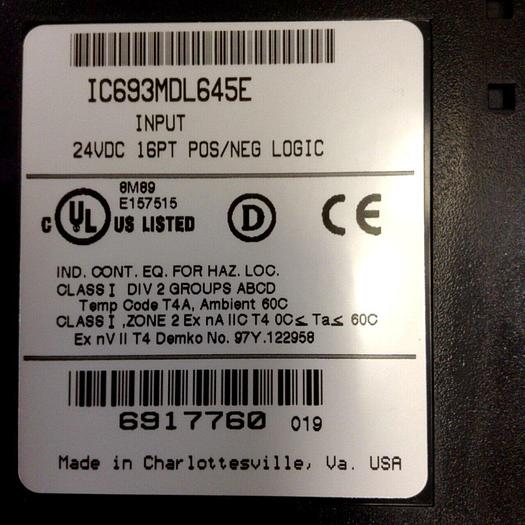 IC693MDL645E
INPUT
24VDC 16PT POS/NEG LOGIC
8M89
E157515
C UL US LISTED
D
CE
IND. CONT. EQ. FOR HAZ. LOC.
CLASS I DIV 2 GROUPS ABCD
Temp Code T4A, Ambient 60C
CLASS I ,ZONE 2 Ex nA IIC T4 0C≤ Ta≤ 60C
Ex nV II T4 Demko No. 97Y.122958
6917760 019
Made in Charlottesville, Va. USA